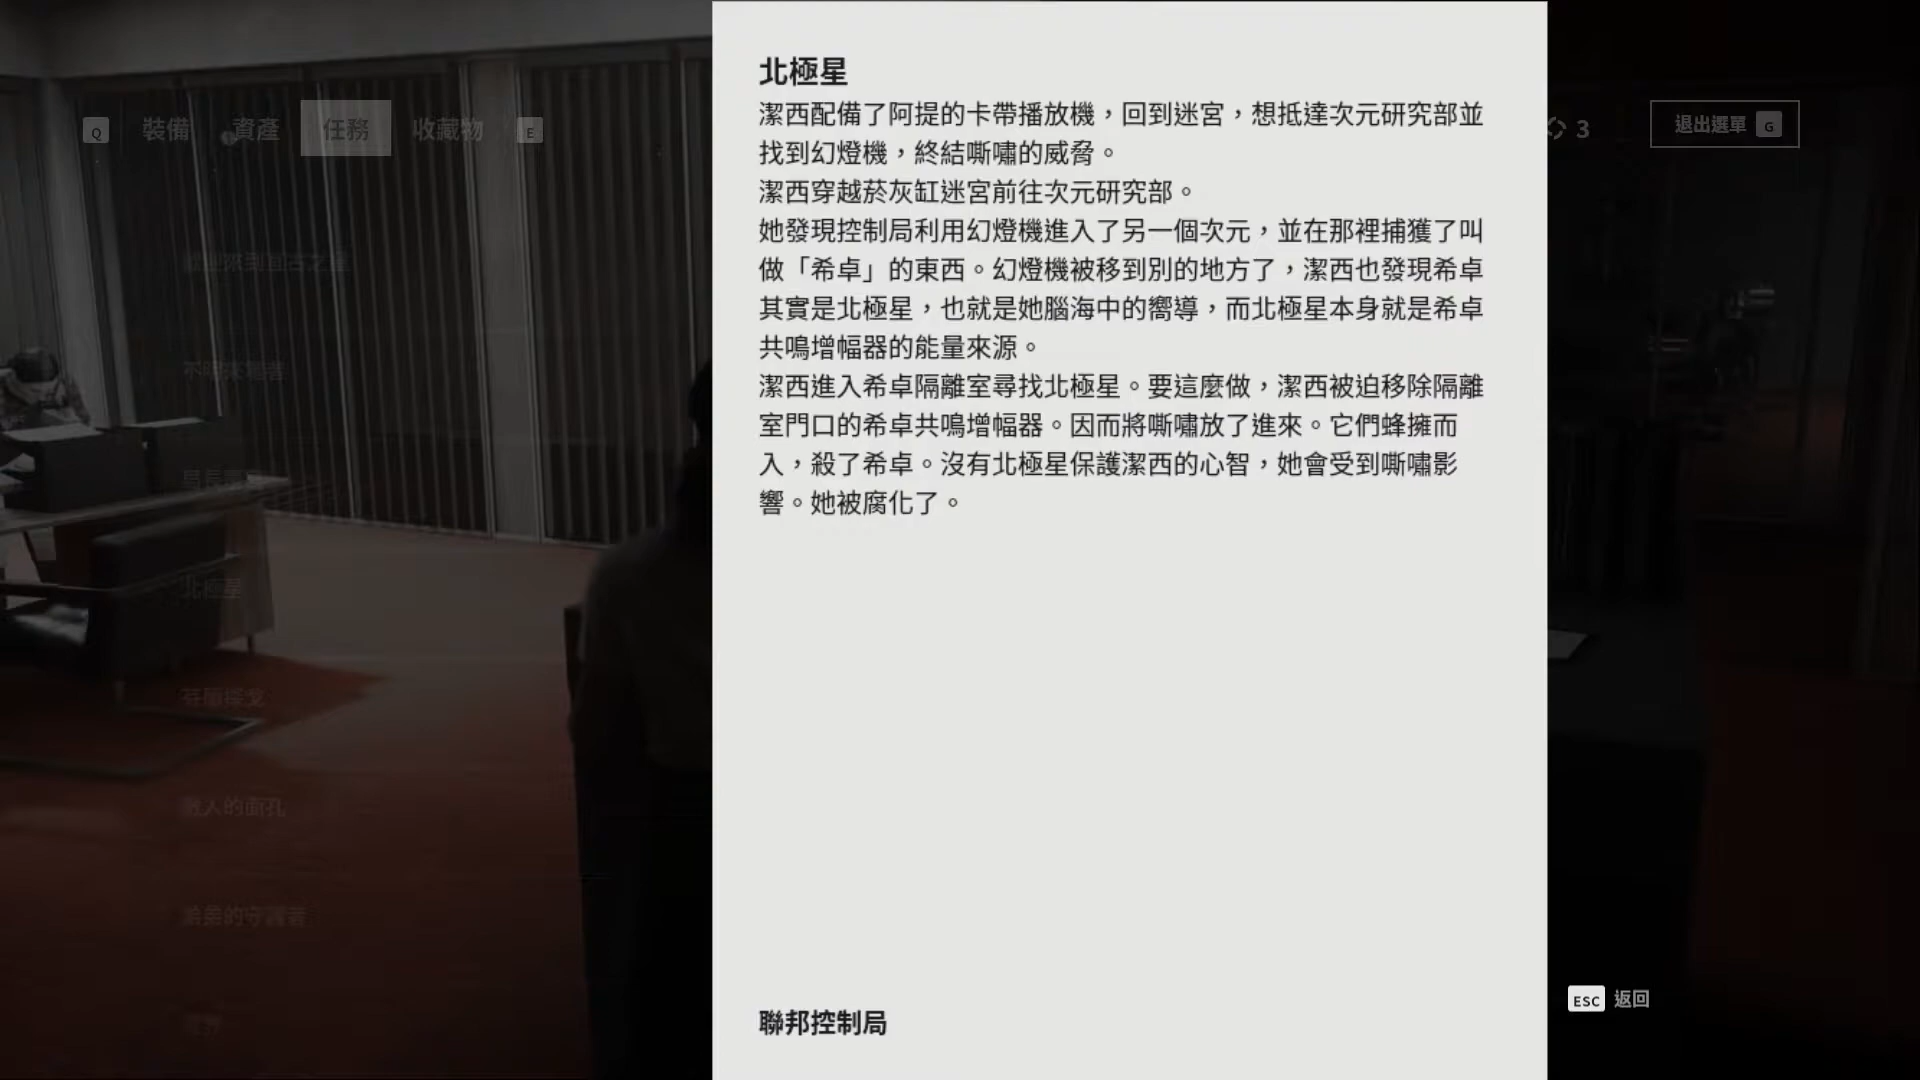 Q
裝備
資產
任務
收藏物
E
3
退出選單 G
北極星
潔西配備了阿提的卡帶播放機，回到迷宮，想抵達次元研究部並
找到幻燈機，終結嘶嘯的威脅。
潔西穿越菸灰缸迷宮前往次元研究部。
她發現控制局利用幻燈機進入了另一個次元，並在那裡捕獲了叫
做「希卓」的東西。幻燈機被移到別的地方了，潔西也發現希卓
其實是北極星，也就是她腦海中的嚮導，而北極星本身就是希卓
共鳴增幅器的能量來源。
潔西進入希卓隔離室尋找北極星。要這麼做，潔西被迫移除隔離
室門口的希卓共鳴增幅器。因而將嘶嘯放了進來。它們蜂擁而
入，殺了希卓。沒有北極星保護潔西的心智，她會受到嘶嘯影
響。她被腐化了。
北極星
敵人的面孔
聯邦控制局
ESC 返回